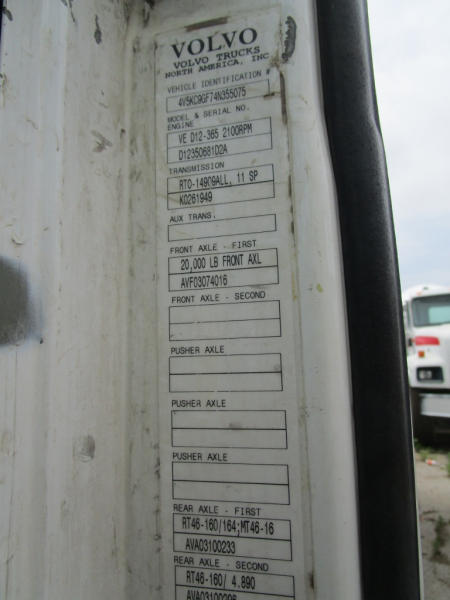 VOLVO
VOLVO TRUCKS
NORTH AMERICA, INC
VEHICLE IDENTIFICATION #
4V5KC9GF74N355075
MODEL & SERIAL NO.
ENGINE
VE D12-365 2100RPM
D12350681D2A
TRANSMISSION
RTO-14909ALL, 11 SP
K0261949
AUX TRANS.
FRONT AXLE - FIRST
20,000 LB FRONT AXL
AVF03074016
FRONT AXLE - SECOND
PUSHER AXLE
PUSHER AXLE
PUSHER AXLE
REAR AXLE - FIRST
RT46-160/164;MT46-16
AVA03100233
REAR AXLE - SECOND
RT46-160/ 4.890